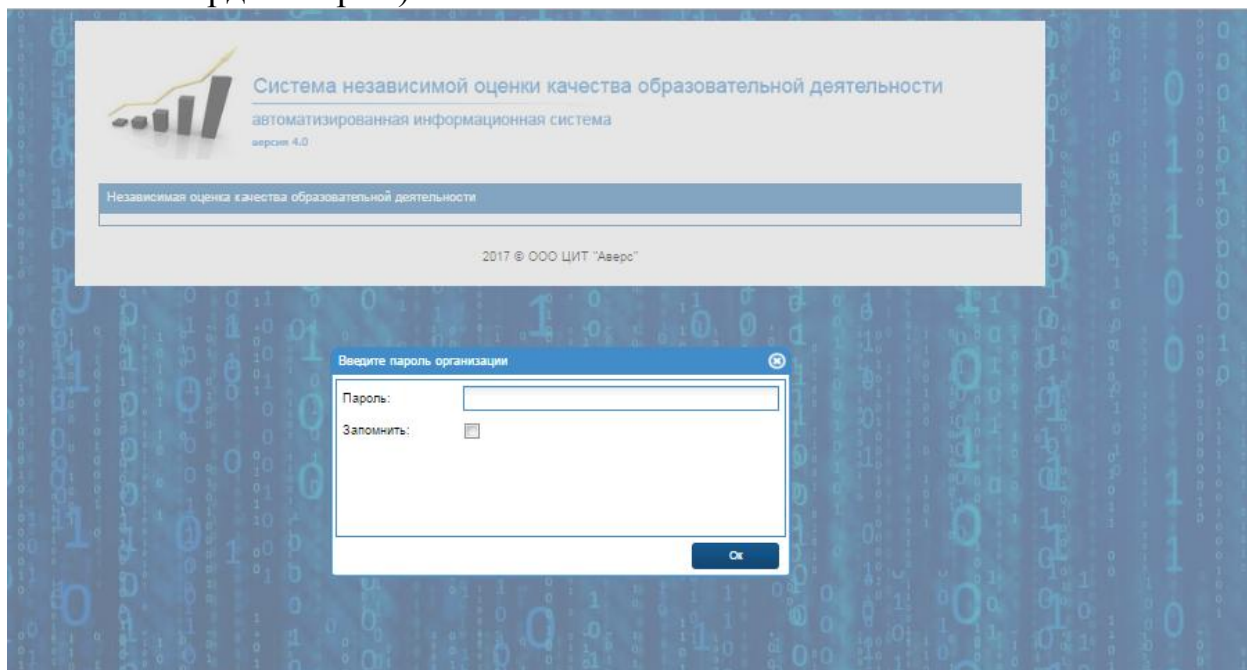 Система независимой оценки качества образовательной деятельности
автоматизированная информационная система
версия 4.0
Независимая оценка качества образовательной деятельности
2017 © ООО ЦИТ "Аверс"
Введите пароль организации
Пароль:
Запомнить:
Ок